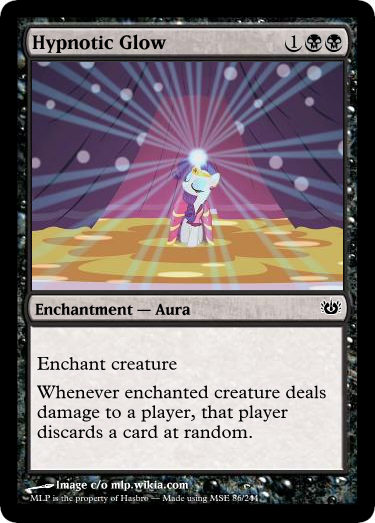 Hypnotic Glow 1
Enchantment — Aura
Enchant creature
Whenever enchanted creature deals
damage to a player, that player
discards a card at random.
Image c/o mlp.wikia.com
MLP is the property of Hasbro — Made using MSE 86/244